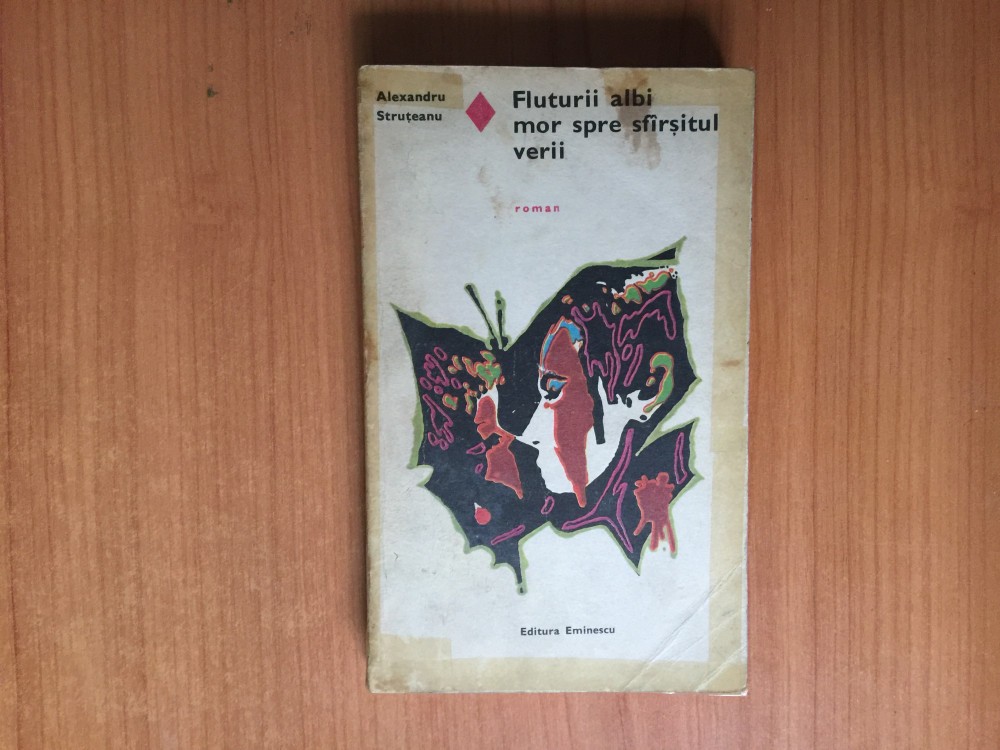 Alexandru
Struțeanu
Fluturii albi
mor spre sfîrșitul
verii
roman
Editura Eminescu